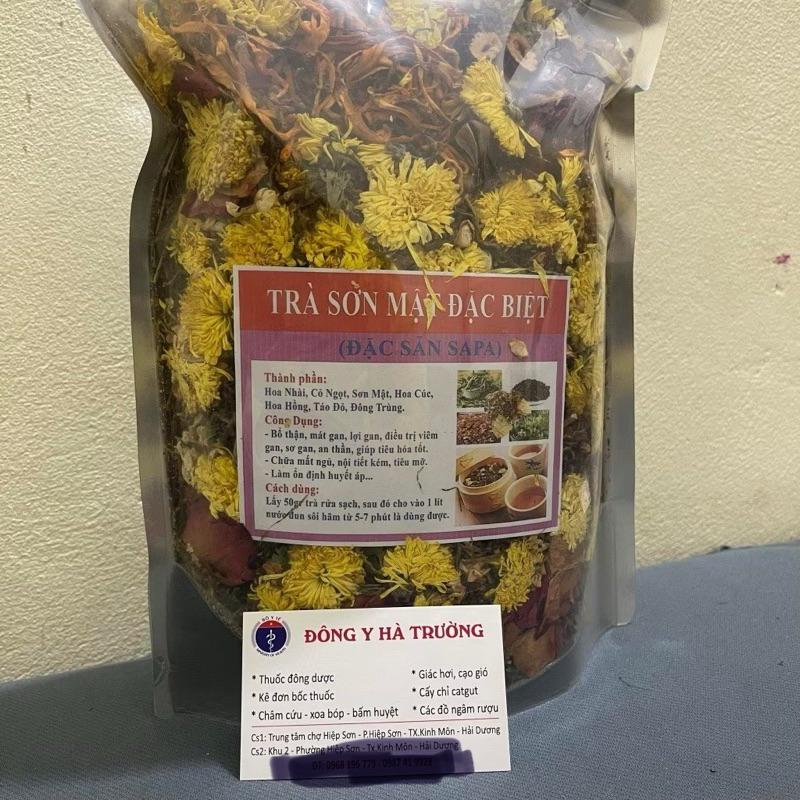 TRÀ SƠN MẬT ĐẶC BIỆT
(ĐẶC SẢN SAPA)
Thành phần:
Hoa Nhài, Cỏ Ngọt, Sơn Mật, Hoa Cúc,
Hoa Hồng, Táo Đỏ, Đông Trùng.
Công Dụng:
- Bổ thận, mát gan, lợi gan, điều trị viêm
gan, sơ gan, an thần, giúp tiêu hóa tốt.
- Chữa mất ngủ, nội tiết kém, tiêu mỡ.
- Làm ổn định huyết áp...
Cách dùng:
Lấy 50gr trà rửa sạch, sau đó cho vào 1 lít
nước đun sôi hãm từ 5-7 phút là dùng được.
BỘ Y TẾ
MINISTRY OF HEALTH
ĐÔNG Y HÀ TRƯỜNG
* Thuốc đông dược
* Kê đơn bốc thuốc
* Châm cứu - xoa bóp - bấm huyệt
* Giác hơi, cạo gió
* Cấy chỉ catgut
* Các đồ ngâm rượu
Cs1: Trung tâm chợ Hiệp Sơn - P.Hiệp Sơn - TX.Kinh Môn - Hải Dương
Cs2: Khu 2 - Phường Hiệp Sơn - Tx.Kinh Môn - Hải Dương